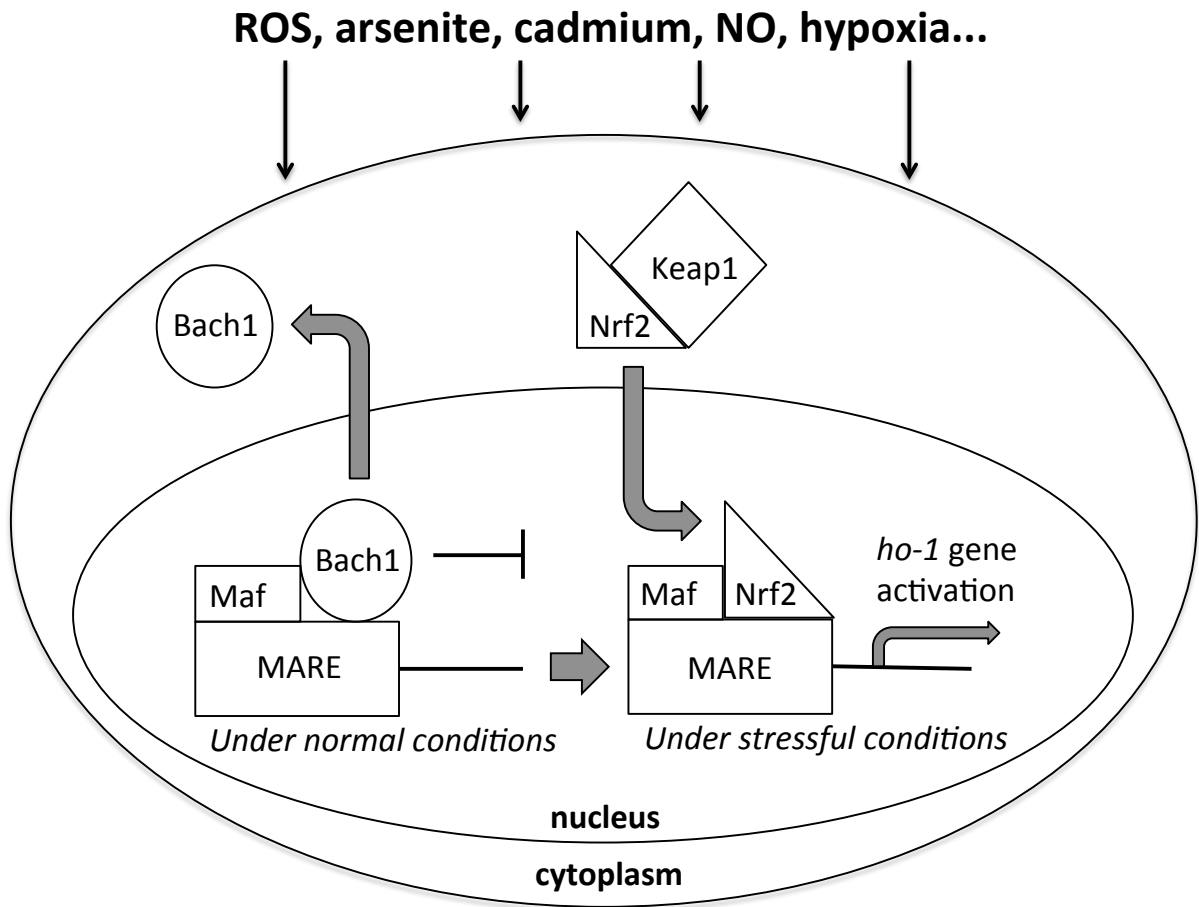 ROS, arsenite, cadmium, NO, hypoxia...
Keap1
Bach1
Nrf2
Bach1
ho-1 gene
activation
Maf
Maf
Nrf2
MARE
MARE
Under normal conditions
Under stressful conditions
nucleus
cytoplasm